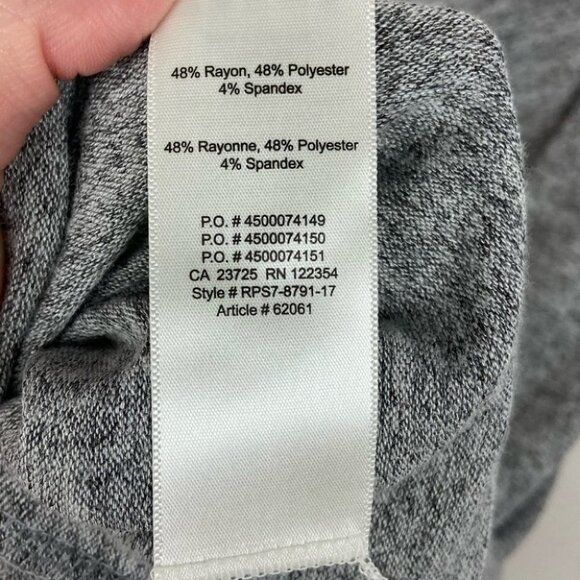 48% Rayon, 48% Polyester
4% Spandex
48% Rayonne, 48% Polyester
4% Spandex
P.O. # 4500074149
P.O. # 4500074150
P.O. # 4500074151
CA 23725 RN 122354
Style # RPS7-8791-17
Article # 62061